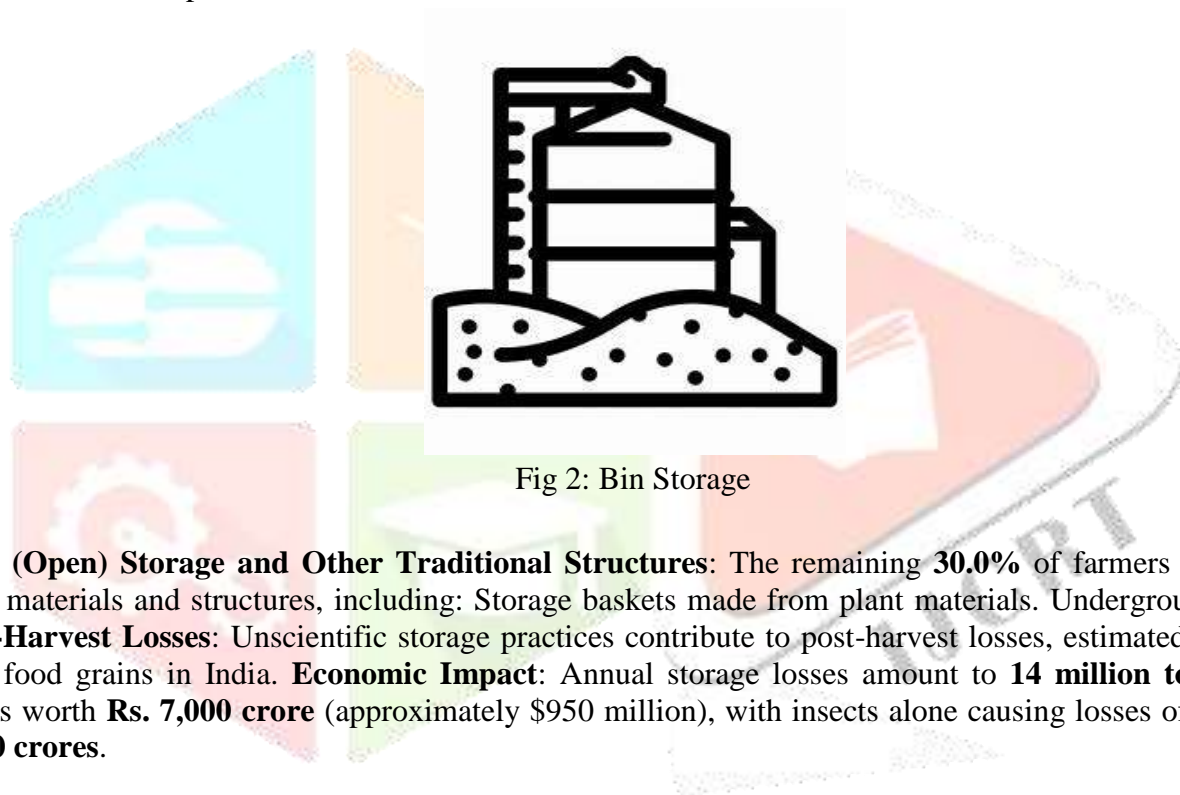 Fig 2: Bin Storage
(Open) Storage and Other Traditional Structures: The remaining 30.0% of farmers
materials and structures, including: Storage baskets made from plant materials.
-Harvest Losses: Unscientific storage practices contribute to post-harvest losses, estimated
food grains in India. Economic Impact: Annual storage losses amount to 14 million
worth Rs. 7,000 crore (approximately $950 million), with insects alone causing losses
crores.
IJCRT